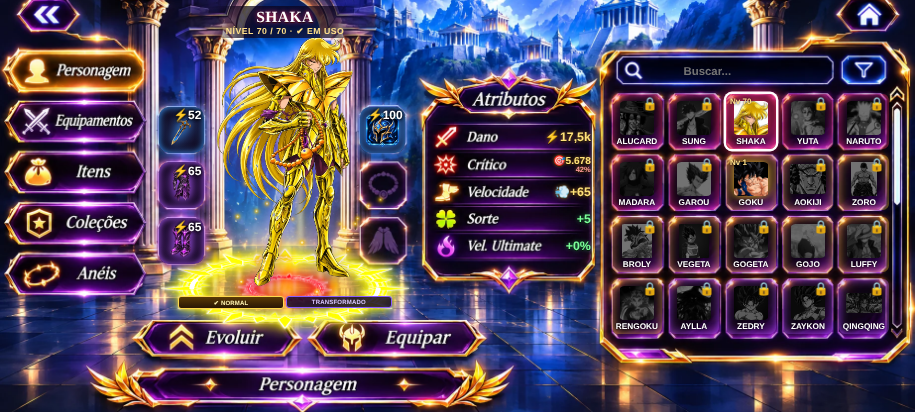 SHAKA
NÍVEL 70 / 70 · ✔ EM USO
Personagem
Equipamentos
Itens
Coleções
Anéis
⚡52
⚡65
⚡65
⚡100
✔ NORMAL
TRANSFORMADO
Evoluir
Equipar
Personagem
Atributos
Dano ⚡17,5k
Crítico 5.678
42%
Velocidade +65
Sorte +5
Vel. Ultimate +0%
Buscar...
Nv 70
ALUCARD SUNG SHAKA YUTA NARUTO
Nv 1
MADARA GAROU GOKU AOKIJI ZORO
BROLY VEGETA GOGETA GOJO LUFFY
RENGOKU AYLLA ZEDRY ZAYKON QINGQING